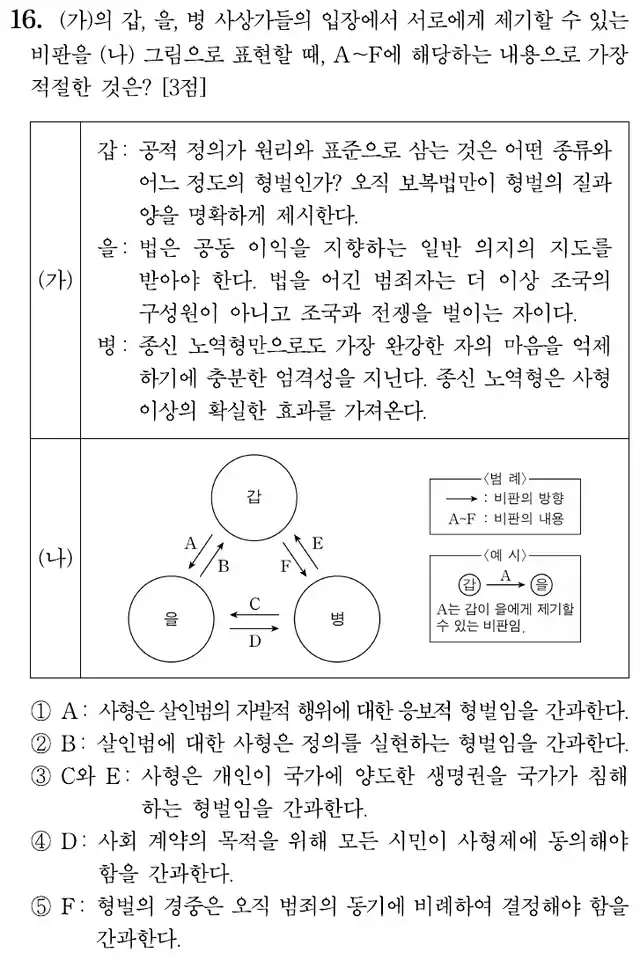 16. (가)의 갑, 을, 병 사상가들의 입장에서 서로에게 제기할 수 있는
비판을 (나) 그림으로 표현할 때, A~F에 해당하는 내용으로 가장
적절한 것은? [3점]
(가)
갑: 공적 정의가 원리와 표준으로 삼는 것은 어떤 종류와
어느 정도의 형벌인가? 오직 보복법만이 형벌의 질과
양을 명확하게 제시한다.
을: 법은 공동 이익을 지향하는 일반 의지의 지도를
받아야 한다. 법을 어긴 범죄자는 더 이상 조국의
구성원이 아니고 조국과 전쟁을 벌이는 자이다.
병: 종신 노역형만으로도 가장 완강한 자의 마음을 억제
하기에 충분한 엄격성을 지닌다. 종신 노역형은 사형
이상의 확실한 효과를 가져온다.
(나)
갑
A
B
F
E
을
C
D
병
〈범 례〉
: 비판의 방향
A~F : 비판의 내용
〈예 시〉
갑 A 을
A는 갑이 을에게 제기할
수 있는 비판임.
① A: 사형은 살인범의 자발적 행위에 대한 응보적 형벌임을 간과한다.
② B: 살인범에 대한 사형은 정의를 실현하는 형벌임을 간과한다.
③ C와 E: 사형은 개인이 국가에 양도한 생명권을 국가가 침해
하는 형벌임을 간과한다.
④ D: 사회 계약의 목적을 위해 모든 시민이 사형제에 동의해야
함을 간과한다.
⑤ F: 형벌의 경중은 오직 범죄의 동기에 비례하여 결정해야 함을
간과한다.